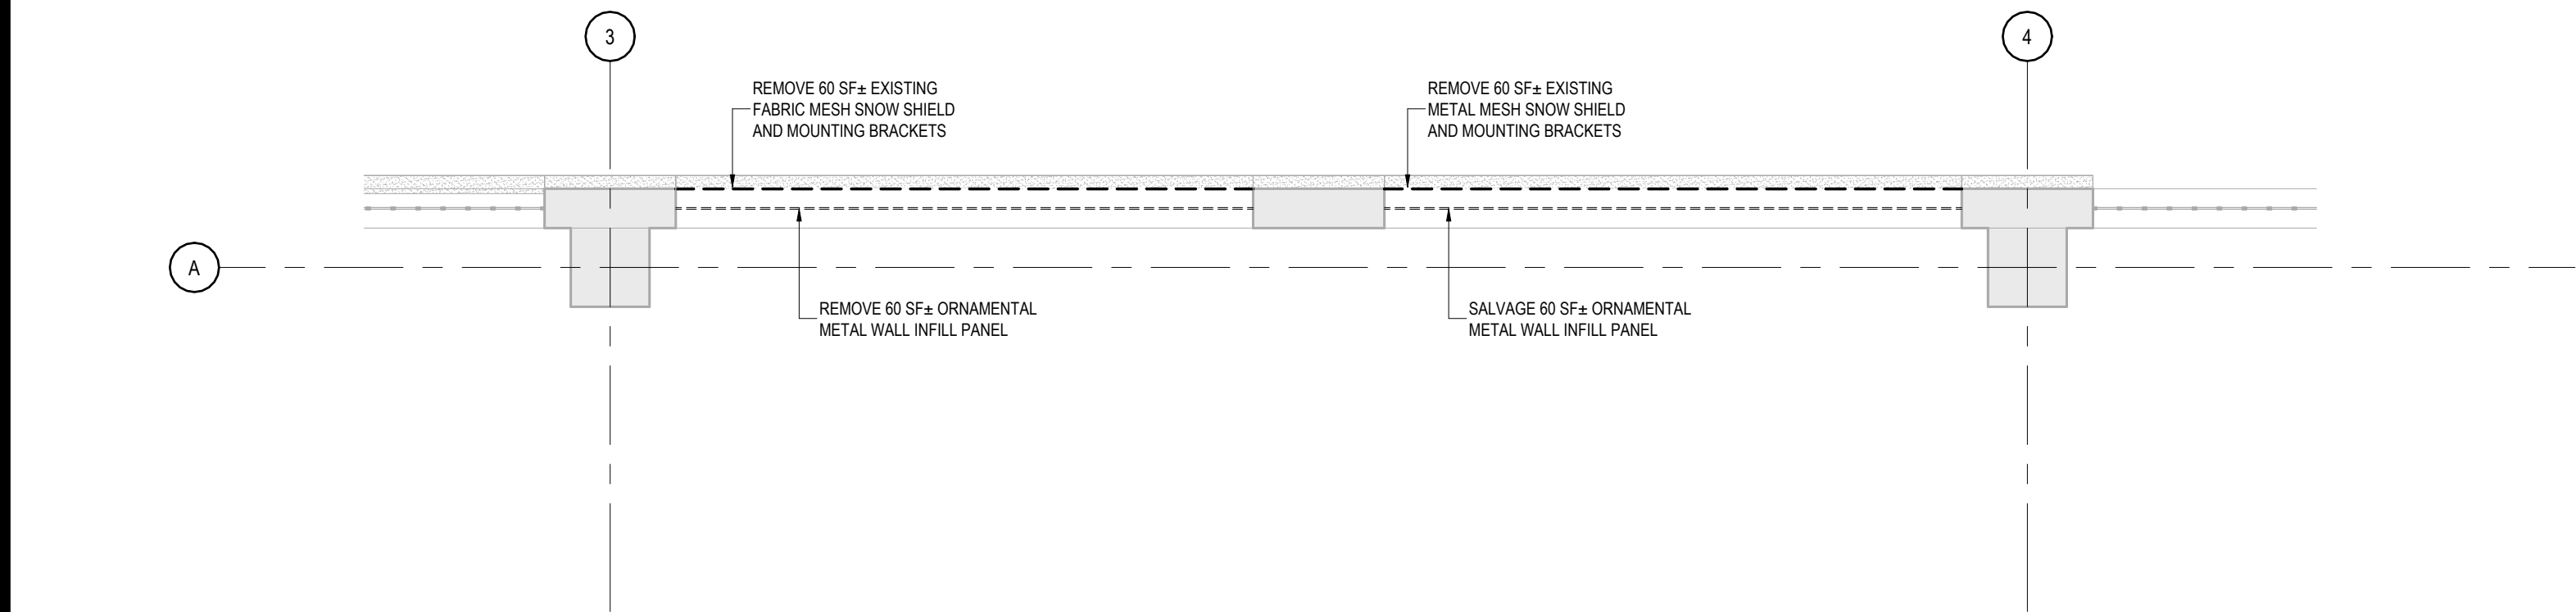 3
4
REMOVE 60 SF± EXISTING
FABRIC MESH SNOW SHIELD
AND MOUNTING BRACKETS
REMOVE 60 SF± EXISTING
METAL MESH SNOW SHIELD
AND MOUNTING BRACKETS
A
REMOVE 60 SF± ORNAMENTAL
METAL WALL INFILL PANEL
SALVAGE 60 SF± ORNAMENTAL
METAL WALL INFILL PANEL